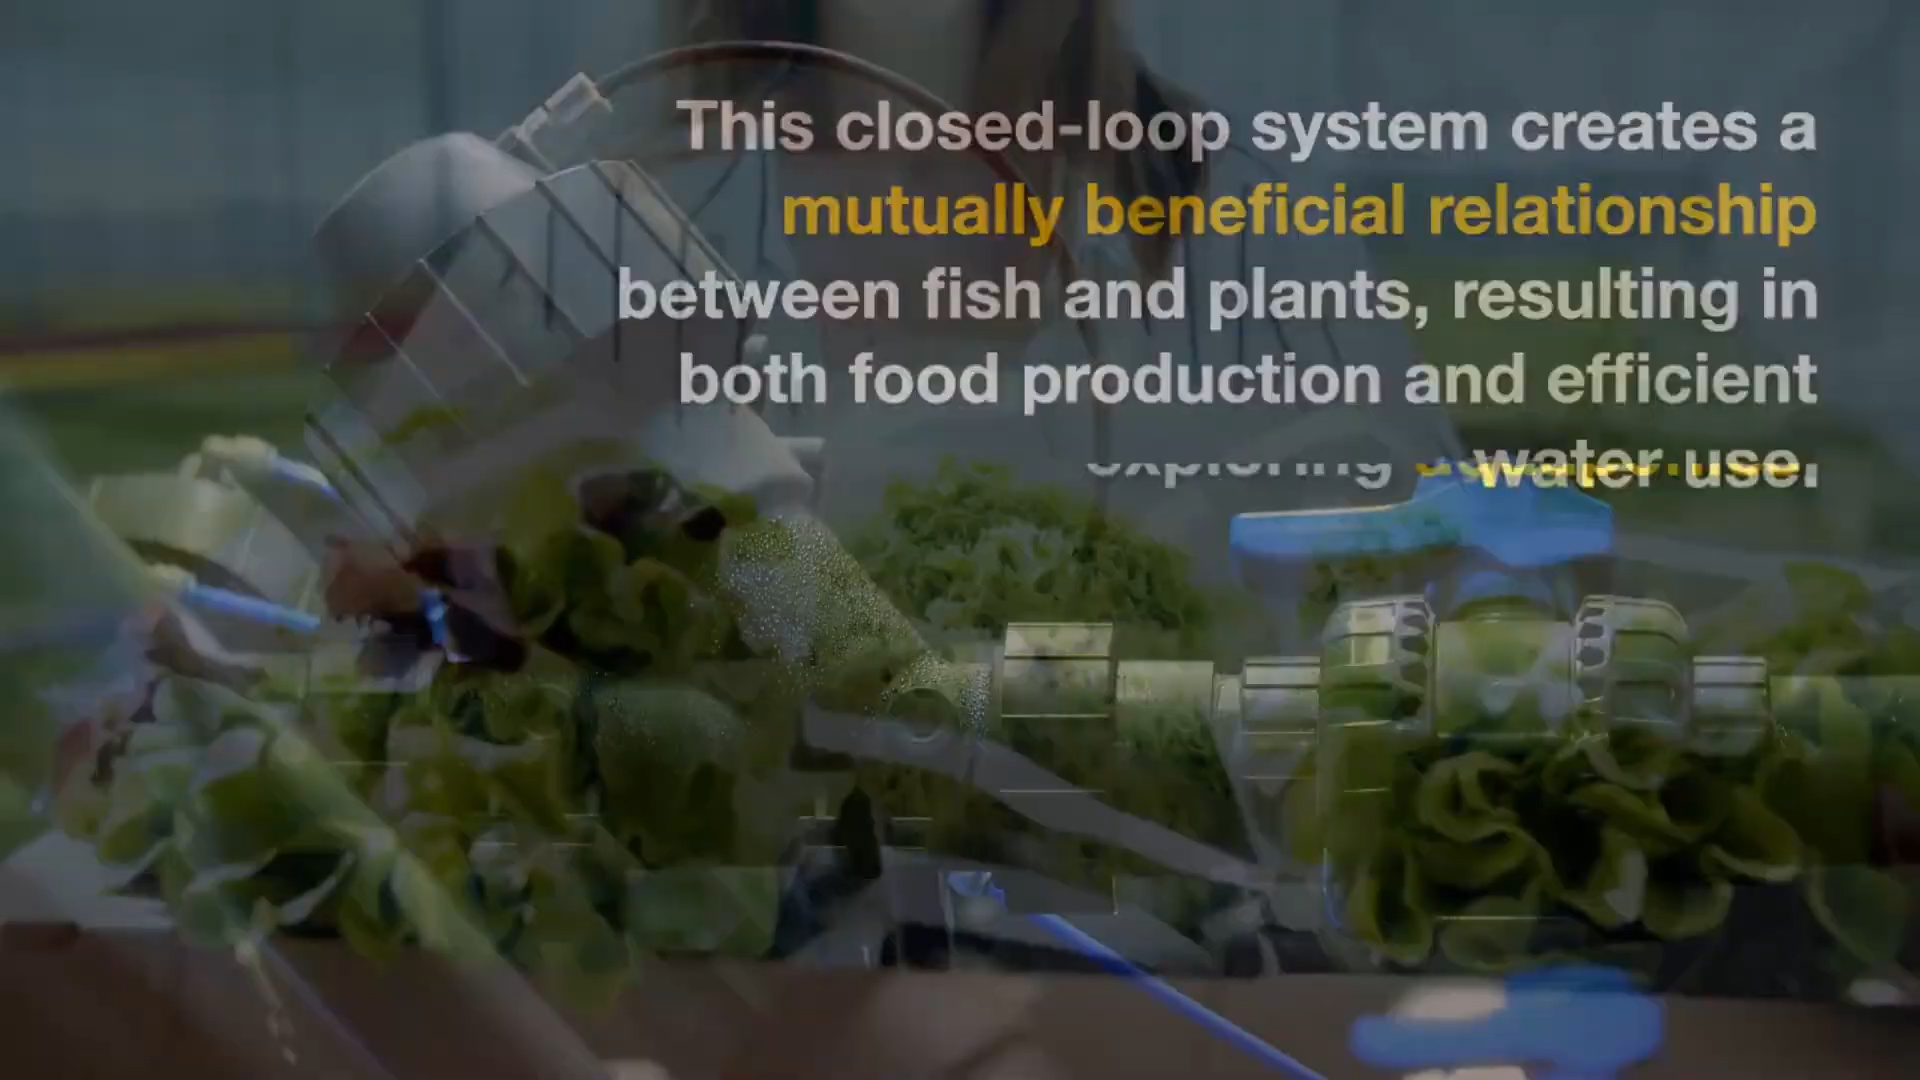 This closed-loop system creates a
mutually beneficial relationship
between fish and plants, resulting in
both food production and efficient
water use.
exploring